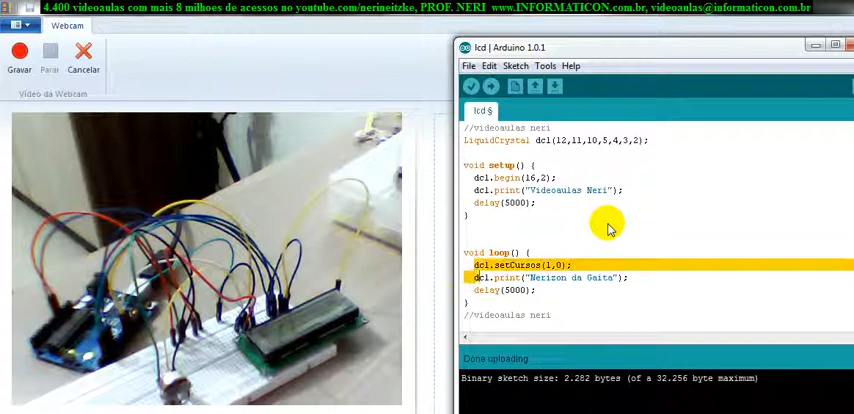 4.400 videoaulas com mais 8 milhoes de acessos no youtube.com/nerineitzke, PROF. NERI www.INFORMATICON.com.br, videoaulas@informaticon.com.br
Webcam
Gravar
Parar
Cancelar
Vídeo da Webcam
lcd | Arduino 1.0.1
File Edit Sketch Tools Help
lcd §
//videoaulas neri
LiquidCrystal dcl(12,11,10,5,4,3,2);
void setup() {
dcl.begin(16,2);
dcl.print("Videoaulas Neri");
delay(5000);
}
void loop() {
dcl.setCursos(1,0);
dcl.print("Nerizon da Gaita");
delay(5000);
}
//videoaulas neri
Done uploading
Binary sketch size: 2.282 bytes (of a 32.256 byte maximum)